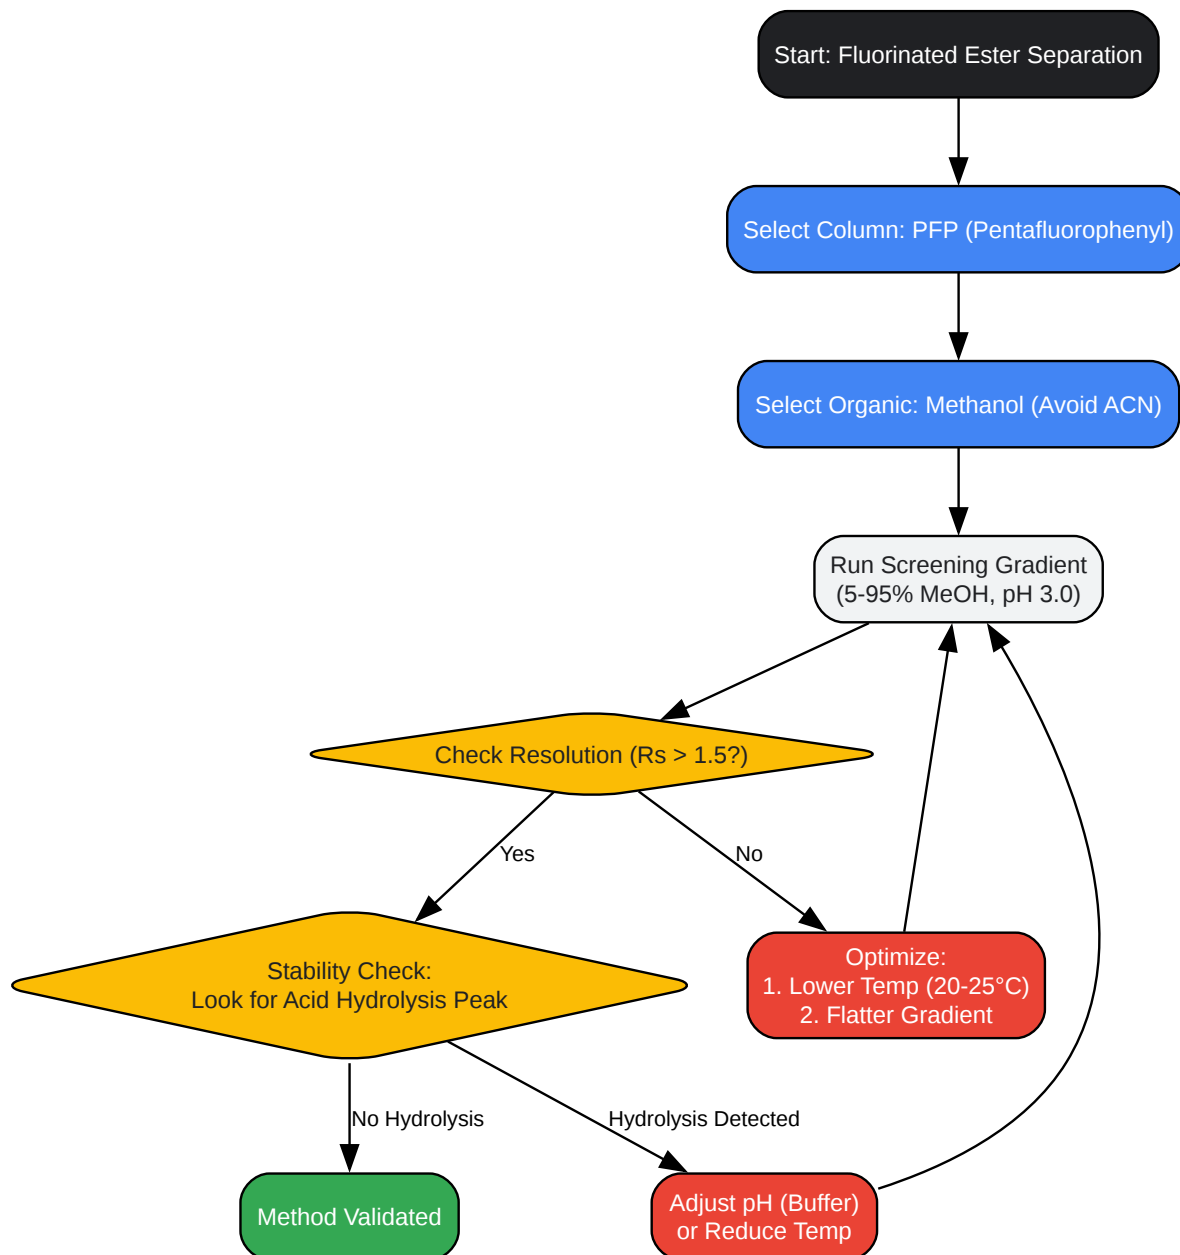 Start: Fluorinated Ester Separation
Select Column: PFP (Pentafluorophenyl)
Select Organic: Methanol (Avoid ACN)
Run Screening Gradient
(5-95% MeOH, pH 3.0)
Check Resolution (Rs > 1.5?)
Yes
No
Stability Check:
Look for Acid Hydrolysis Peak
Optimize:
1. Lower Temp (20-25°C)
2. Flatter Gradient
No Hydrolysis
Hydrolysis Detected
Method Validated
Adjust pH (Buffer)
or Reduce Temp